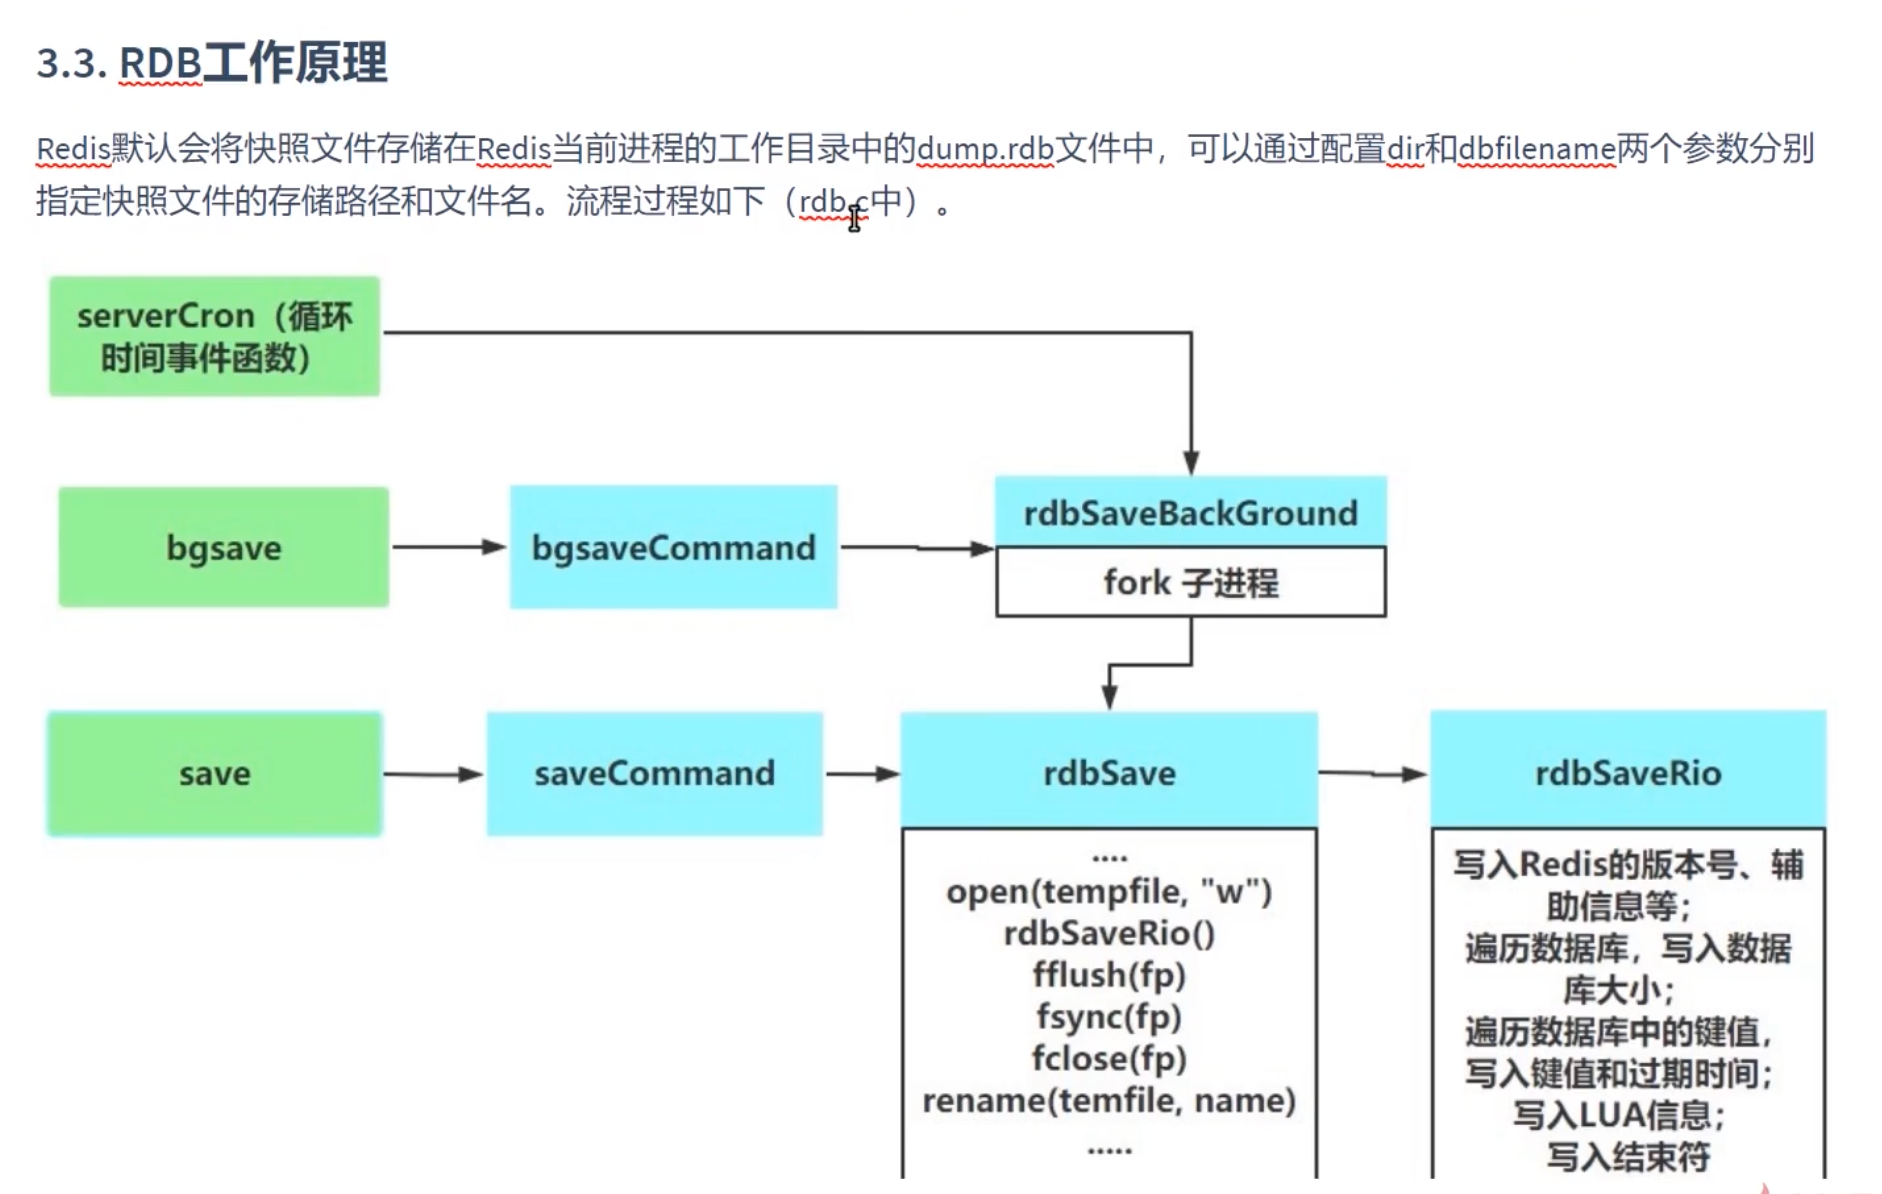 3.3. RDB工作原理
Redis默认会将快照文件存储在Redis当前进程的工作目录中的dump.rdb文件中，可以通过配置dir和dbfilename两个参数分别
指定快照文件的存储路径和文件名。流程过程如下（rdb.c中）。
serverCron（循环
时间事件函数）
bgsave
bgsaveCommand
rdbSaveBackGround
fork 子进程
save
saveCommand
rdbSave
rdbSaveRio
....
open(tempfile, "w")
rdbSaveRio()
fflush(fp)
fsync(fp)
fclose(fp)
rename(temfile, name)
.....
写入Redis的版本号、辅
助信息等；
遍历数据库，写入数据
库大小；
遍历数据库中的键值，
写入键值和过期时间；
写入LUA信息；
写入结束符